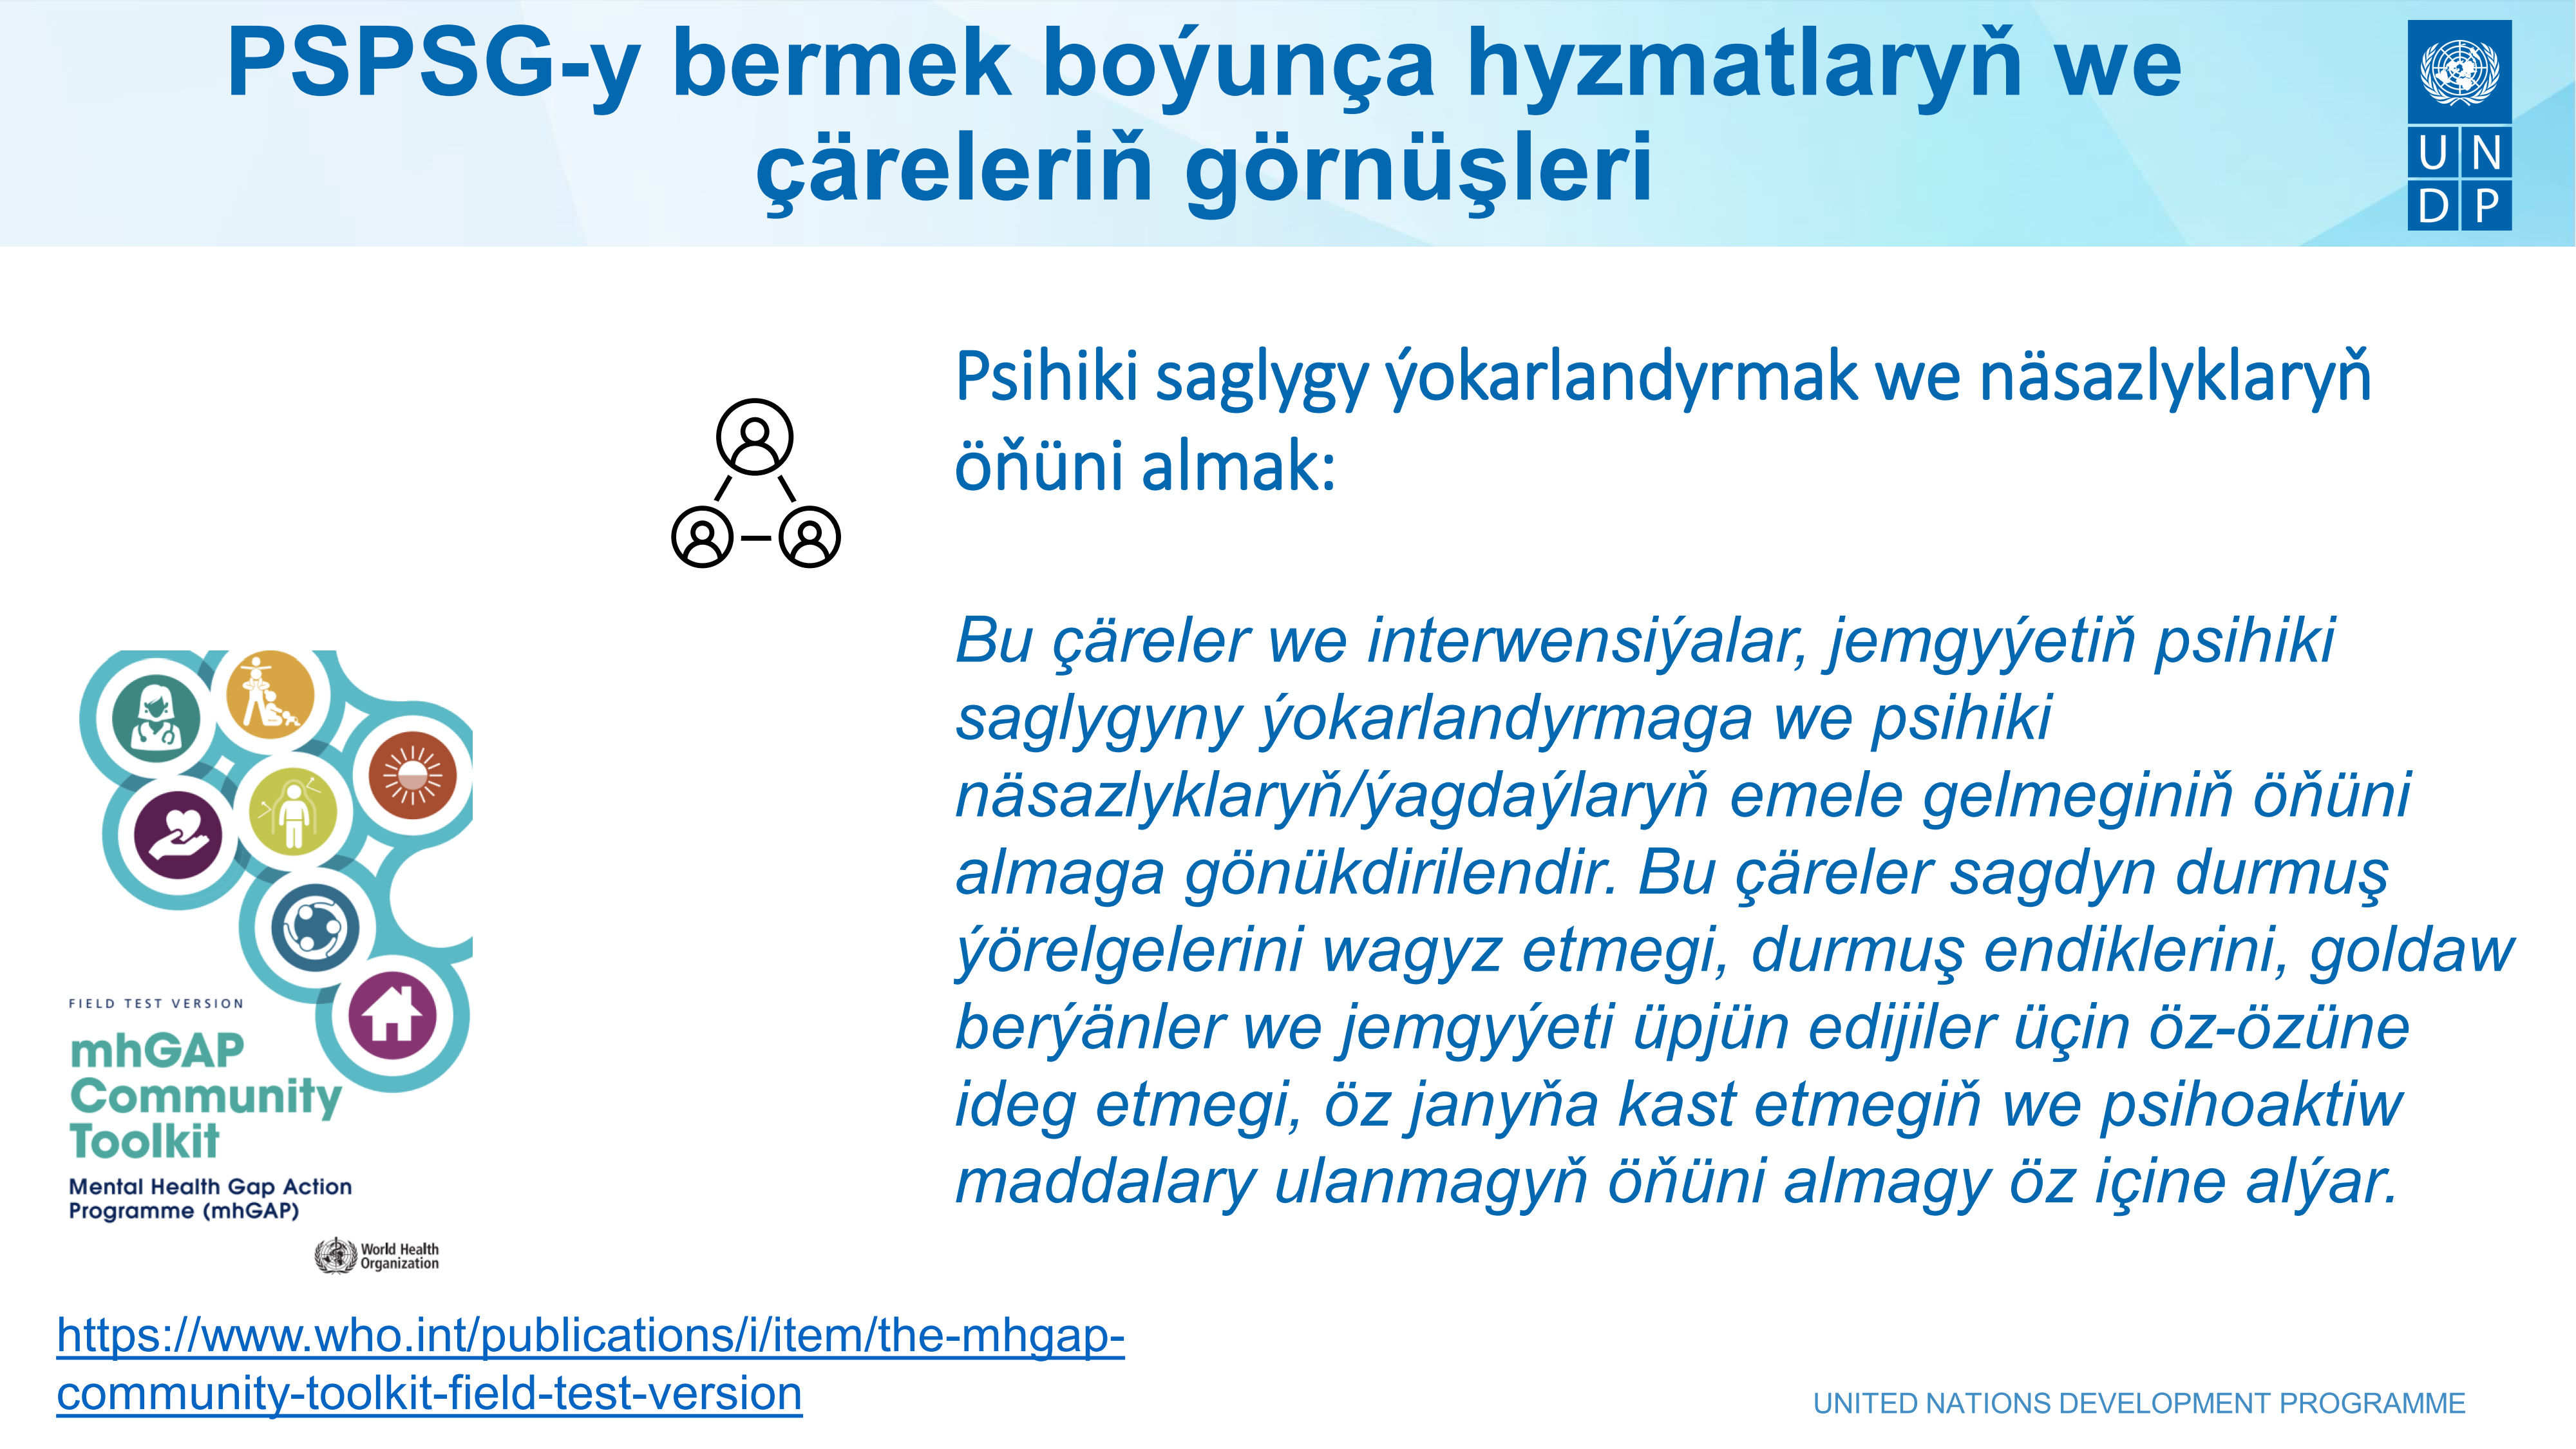 PSPSG-y bermek boýunça hyzmatlaryň we
çäreleriň görnüşleri
U N
D P
Psihiki saglygy ýokarlandyrmak we näsazlyklaryň
öňüni almak:
Bu çäreler we interwensiýalar, jemgyýetiň psihiki
saglygyny ýokarlandyrmaga we psihiki
näsazlyklaryň/ýagdaýlaryň emele gelmeginiň öňüni
almaga gönükdirilendir. Bu çäreler sagdyn durmuş
ýörelgelerini wagyz etmegi, durmuş endiklerini, goldaw
berýänler we jemgyýeti üpjün edijiler üçin öz-özüne
ideg etmegi, öz janyňa kast etmegiň we psihoaktiw
maddalary ulanmagyň öňüni almagy öz içine alýar.
FIELD TEST VERSION
mhGAP
Community
Toolkit
Mental Health Gap Action
Programme (mhGAP)
World Health
Organization
https://www.who.int/publications/i/item/the-mhgap-
community-toolkit-field-test-version
UNITED NATIONS DEVELOPMENT PROGRAMME